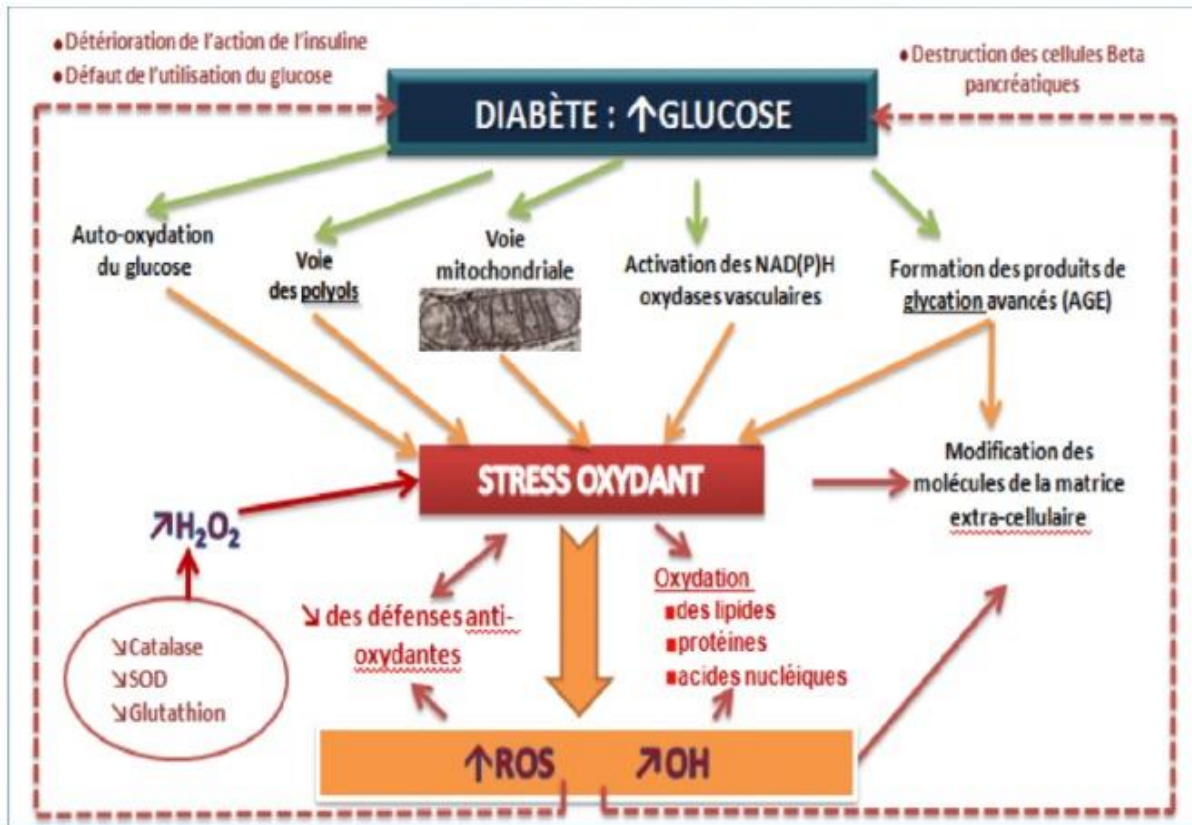 ●Détérioration de l'action de l'insuline
●Défaut de l'utilisation du glucose
●Destruction des cellules Beta
pancréatiques
DIABÈTE : ↑GLUCOSE
Auto-oxydation
du glucose
Voie
des polyols
Voie
mitochondriale
Activation des NAD(P)H
oxydases vasculaires
Formation des produits de
glycation avancés (AGE)
STRESS OXYDANT
Modification des
molécules de la matrice
extra-cellulaire
↗H₂O₂
↘Catalase
↘SOD
↘Glutathion
↘ des défenses anti-
oxydantes
Oxydation
■des lipides
■protéines
■acides nucléiques
↑ROS ↗OH